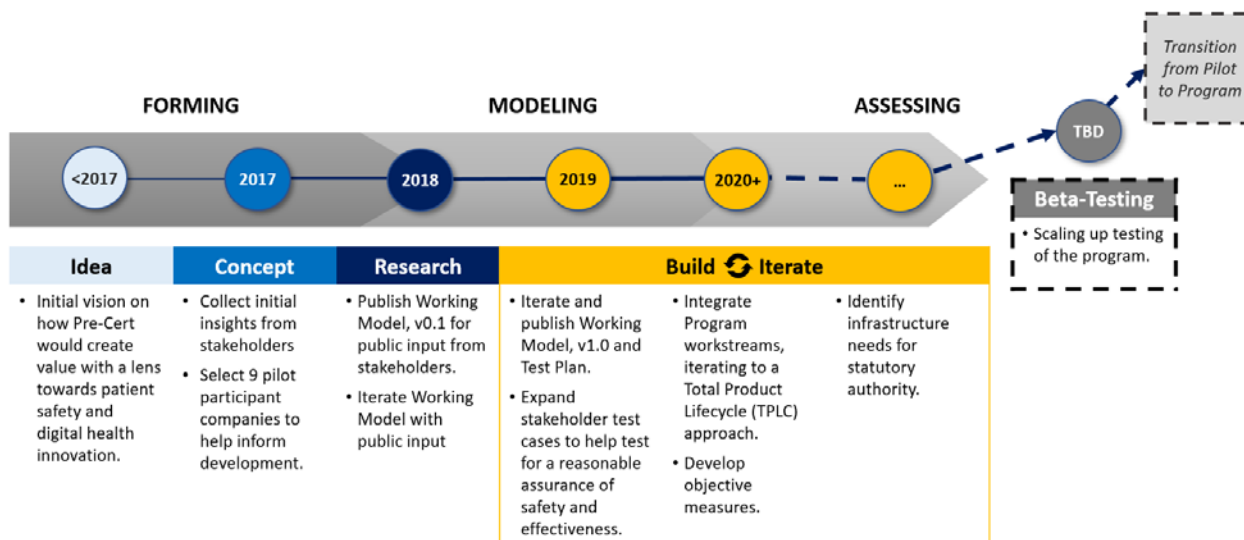 FORMING
MODELING
ASSESSING
<2017
2017
2018
2019
2020+
...
TBD
Transition
from Pilot
to Program
Idea
• Initial vision on
how Pre-Cert
would create
value with a lens
towards patient
safety and
digital health
innovation.
Concept
• Collect initial
insights from
stakeholders
• Select 9 pilot
participant
companies to
help inform
development.
Research
• Publish Working
Model, v0.1 for
public input from
stakeholders.
• Iterate Working
Model with
public input
Build Iterate
• Iterate and
publish Working
Model, v1.0 and
Test Plan.
• Expand
stakeholder test
cases to help test
for a reasonable
assurance of
safety and
effectiveness.
• Integrate
Program
workstreams,
iterating to a
Total Product
Lifecycle (TPLC)
approach.
• Develop
objective
measures.
• Identify
infrastructure
needs for
statutory
authority.
Beta-Testing
• Scaling up testing
of the program.